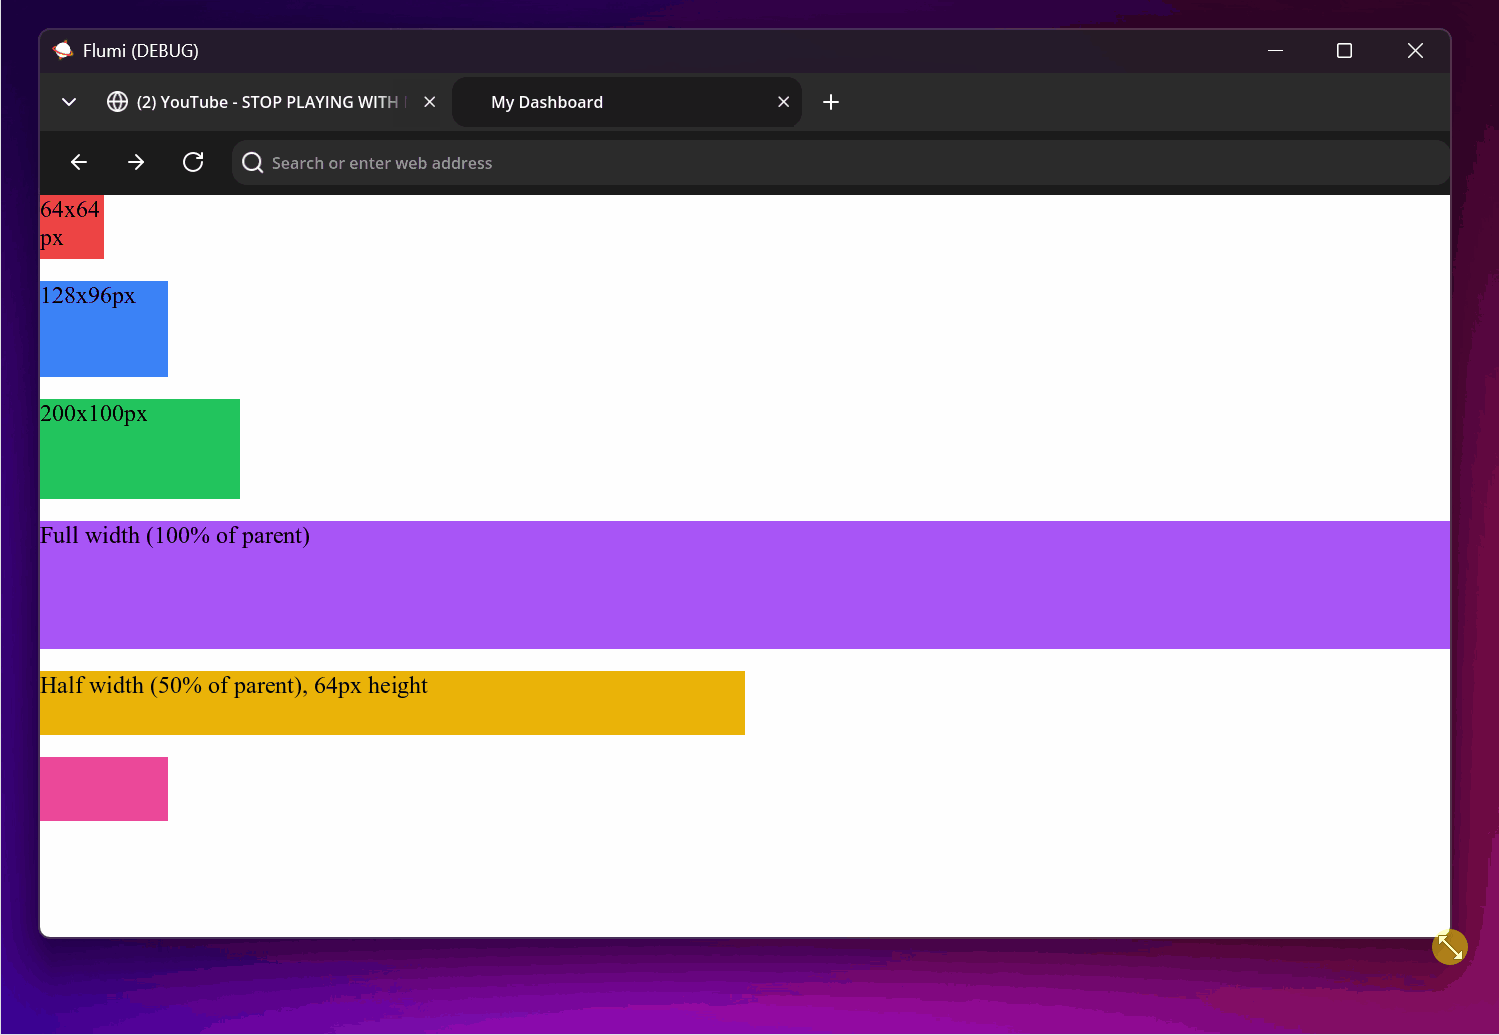 Flumi (DEBUG)
(2) YouTube - STOP PLAYING WITH
My Dashboard
Search or enter web address
64x64
px
128x96px
200x100px
Full width (100% of parent)
Half width (50% of parent), 64px height